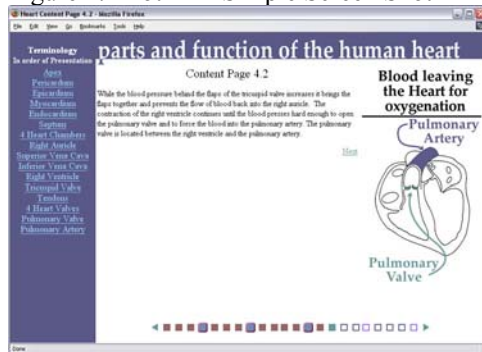 Heart Content Page 4.2 - Mozilla Firefox
File Edit View Go Bookmarks Tools Help
Terminology
In order of Presentation
Apex
Pericardium
Epicardium
Myocardium
Endocardium
Septum
4 Heart Chambers
Right Auricle
Superior Vena Cava
Inferior Vena Cava
Right Ventricle
Tricuspid Valve
Tendons
4 Heart Valves
Pulmonary Valve
Pulmonary Artery
parts and function of the human heart
Content Page 4.2
While the blood pressure behind the flaps of the tricuspid valve increases it brings the
flaps together and prevents the flow of blood back into the right auricle. The
contraction of the right ventricle continues until the blood presses hard enough to open
the pulmonary valve and to force the blood into the pulmonary artery. The pulmonary
valve is located between the right ventricle and the pulmonary artery.
Next
Blood leaving
the Heart for
oxygenation
Pulmonary
Artery
Pulmonary
Valve
Done